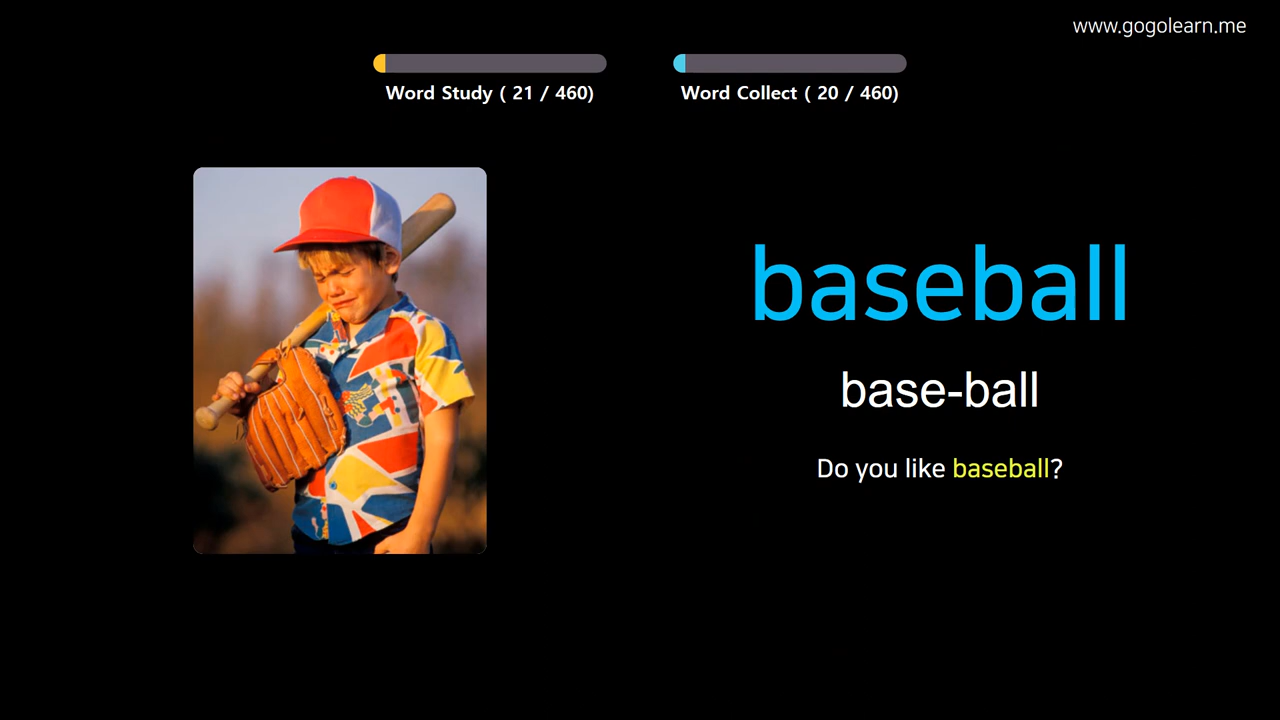 www.gogolearn.me
Word Study ( 21 / 460)
Word Collect ( 20 / 460)
baseball
base-ball
Do you like baseball?